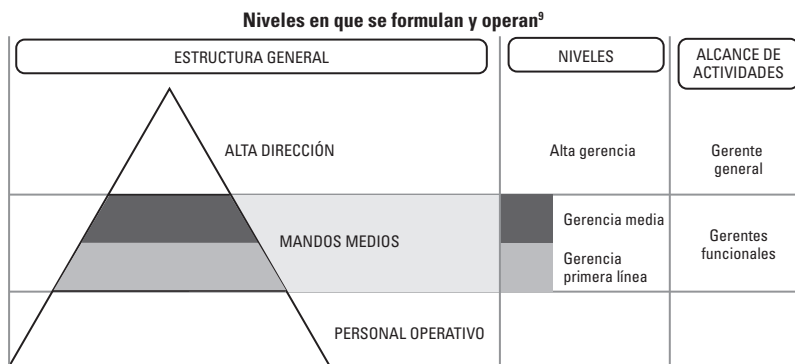 Niveles en que se formulan y operan⁹
ESTRUCTURA GENERAL
NIVELES
ALCANCE DE
ACTIVIDADES
ALTA DIRECCIÓN
Alta gerencia
Gerente
general
MANDOS MEDIOS
Gerencia media
Gerencia
primera línea
Gerentes
funcionales
PERSONAL OPERATIVO